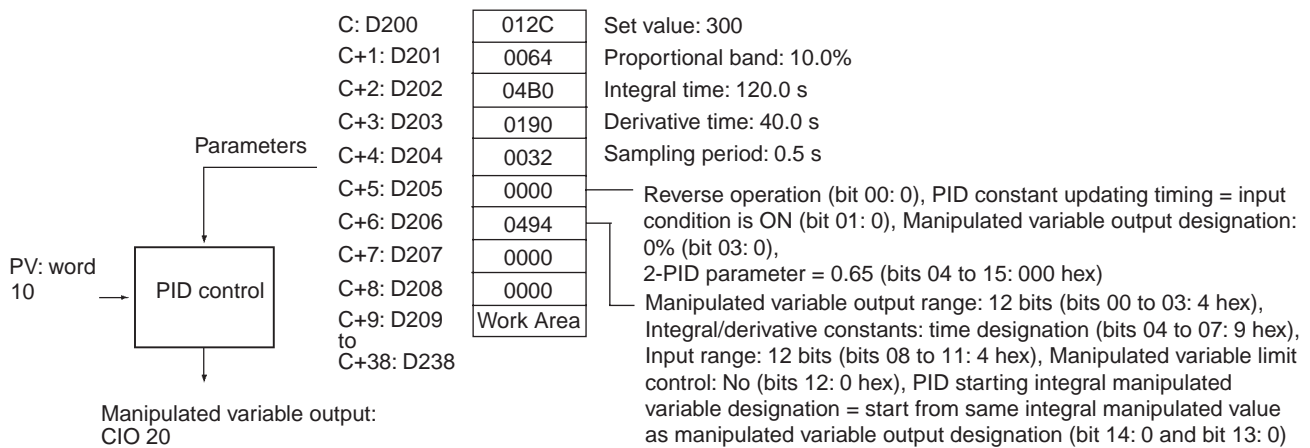 C: D200 012C Set value: 300
C+1: D201 0064 Proportional band: 10.0%
C+2: D202 04B0 Integral time: 120.0 s
C+3: D203 0190 Derivative time: 40.0 s
Parameters
C+4: D204 0032 Sampling period: 0.5 s
C+5: D205 0000
Reverse operation (bit 00: 0), PID constant updating timing = input
condition is ON (bit 01: 0), Manipulated variable output designation:
0% (bit 03: 0),
2-PID parameter = 0.65 (bits 04 to 15: 000 hex)
C+6: D206 0494
C+7: D207 0000
C+8: D208 0000
C+9: D209 Work Area
to
C+38: D238
Manipulated variable output range: 12 bits (bits 00 to 03: 4 hex),
Integral/derivative constants: time designation (bits 04 to 07: 9 hex),
Input range: 12 bits (bits 08 to 11: 4 hex), Manipulated variable limit
control: No (bits 12: 0 hex), PID starting integral manipulated
variable designation = start from same integral manipulated value
as manipulated variable output designation (bit 14: 0 and bit 13: 0)
PV: word
10
PID control
Manipulated variable output:
CIO 20